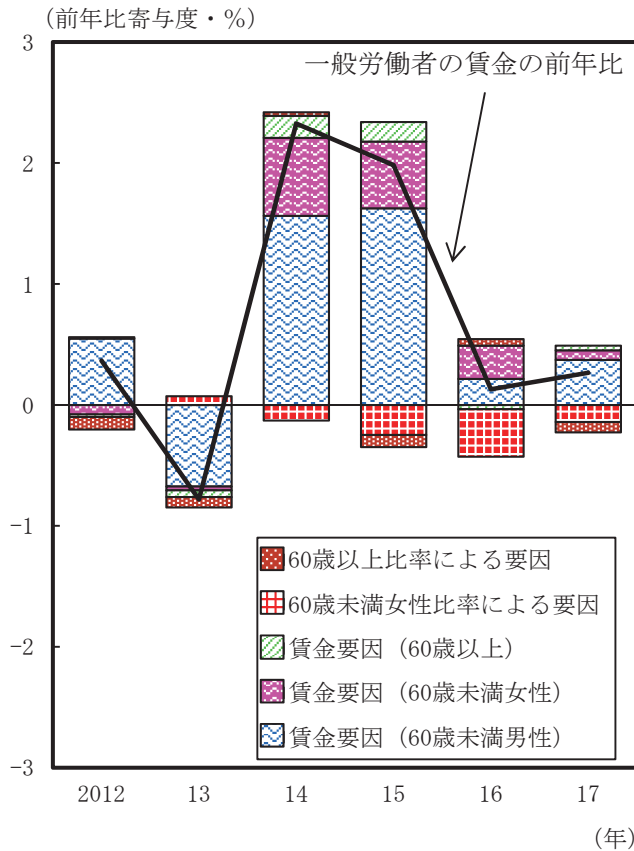 （前年比寄与度・％）
3
一般労働者の賃金の前年比
2
1
0
−1
60歳以上比率による要因
60歳未満女性比率による要因
賃金要因（60歳以上）
−2
賃金要因（60歳未満女性）
賃金要因（60歳未満男性）
−3
2012 13 14 15 16 17
（年）